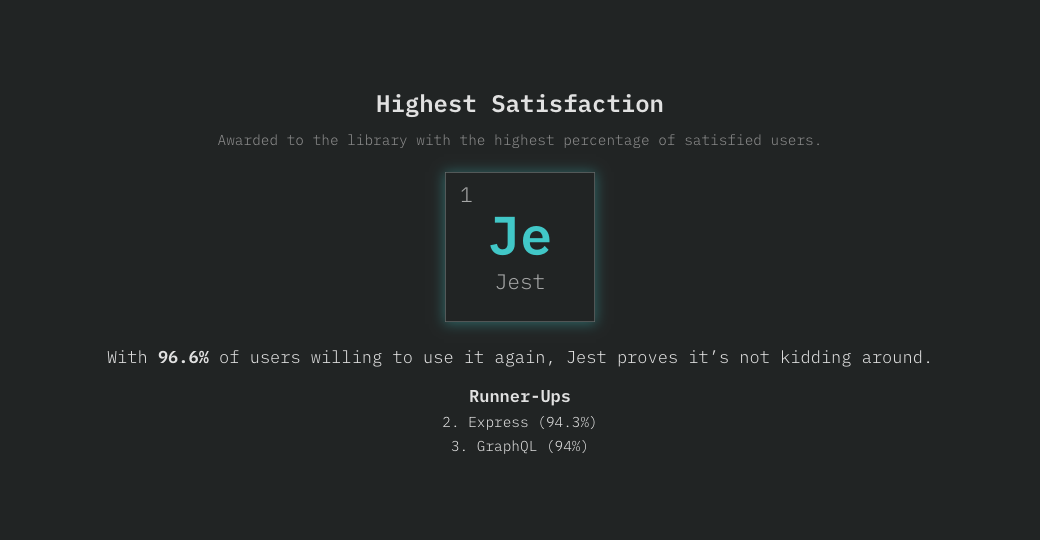 Highest Satisfaction
Awarded to the library with the highest percentage of satisfied users.
1
Je
Jest
With 96.6% of users willing to use it again, Jest proves it’s not kidding around.
Runner-Ups
2. Express (94.3%)
3. GraphQL (94%)